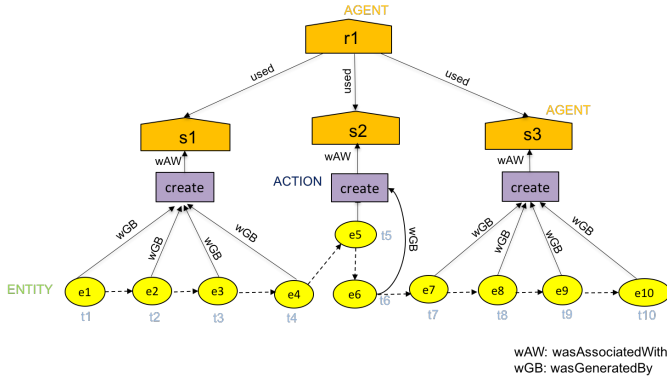 AGENT
r1
used
used
used
AGENT
s1
s2
s3
wAW
wAW
wAW
create
ACTION
create
create
wGB
wGB
wGB
wGB
wGB
wGB
wGB
wGB
wGB
e5
t5
ENTITY
e1
e2
e3
e4
e6
e7
e8
e9
e10
t1
t2
t3
t4
t6
t7
t8
t9
t10
wAW: wasAssociatedWith
wGB: wasGeneratedBy